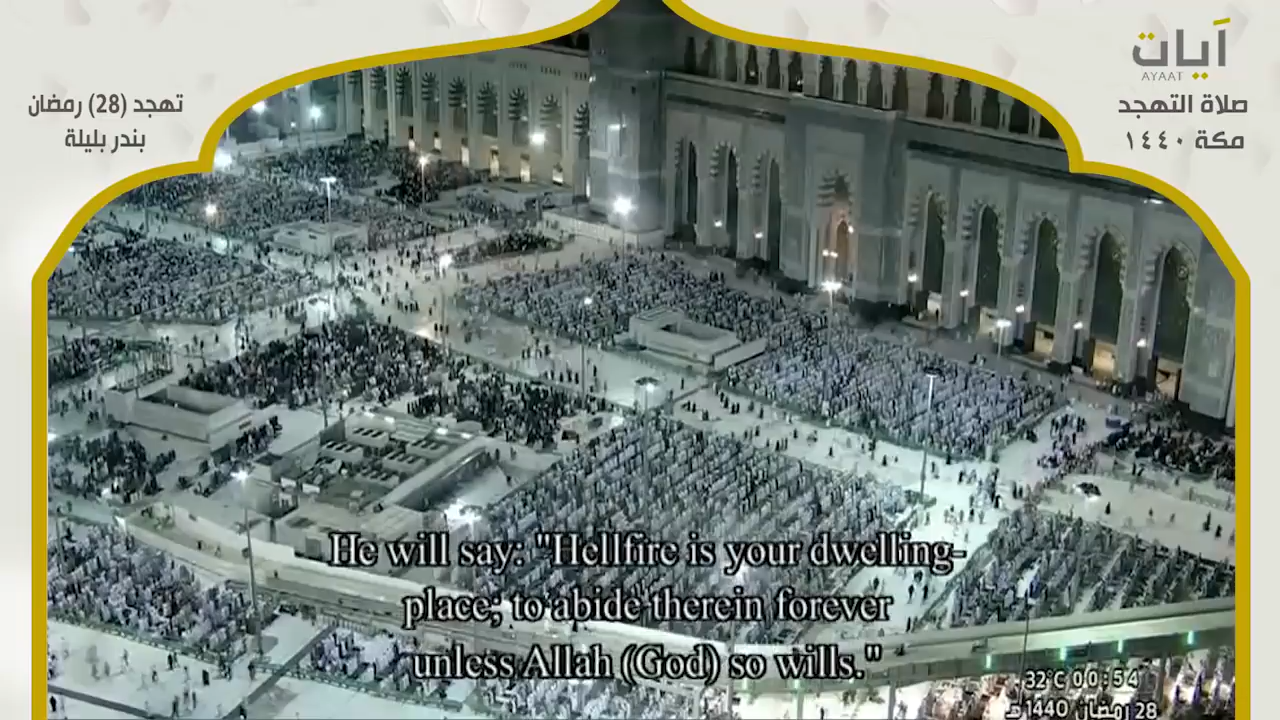 آيات
AYAAT
صلاة التهجد
مكة ١٤٤٠
تهجد (28) رمضان
بندر بليلة
He will say: "Hellfire is your dwelling-
place; to abide therein forever
unless Allah (God) so wills."
32°C 00:54
28 رمضان 1440 هـ